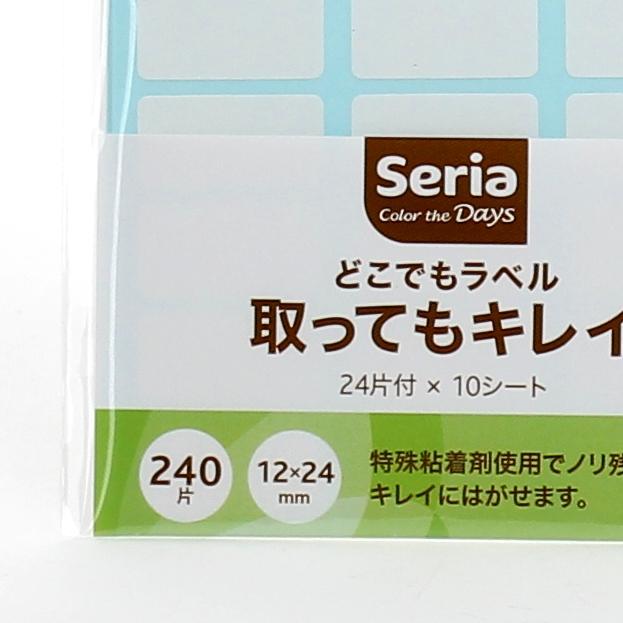 Seria
Color the Days
どこでもラベル
取ってもキレイ
24片付 × 10シート
240
片
12×24
mm
特殊粘着剤使用でノリ残
キレイにはがせます。